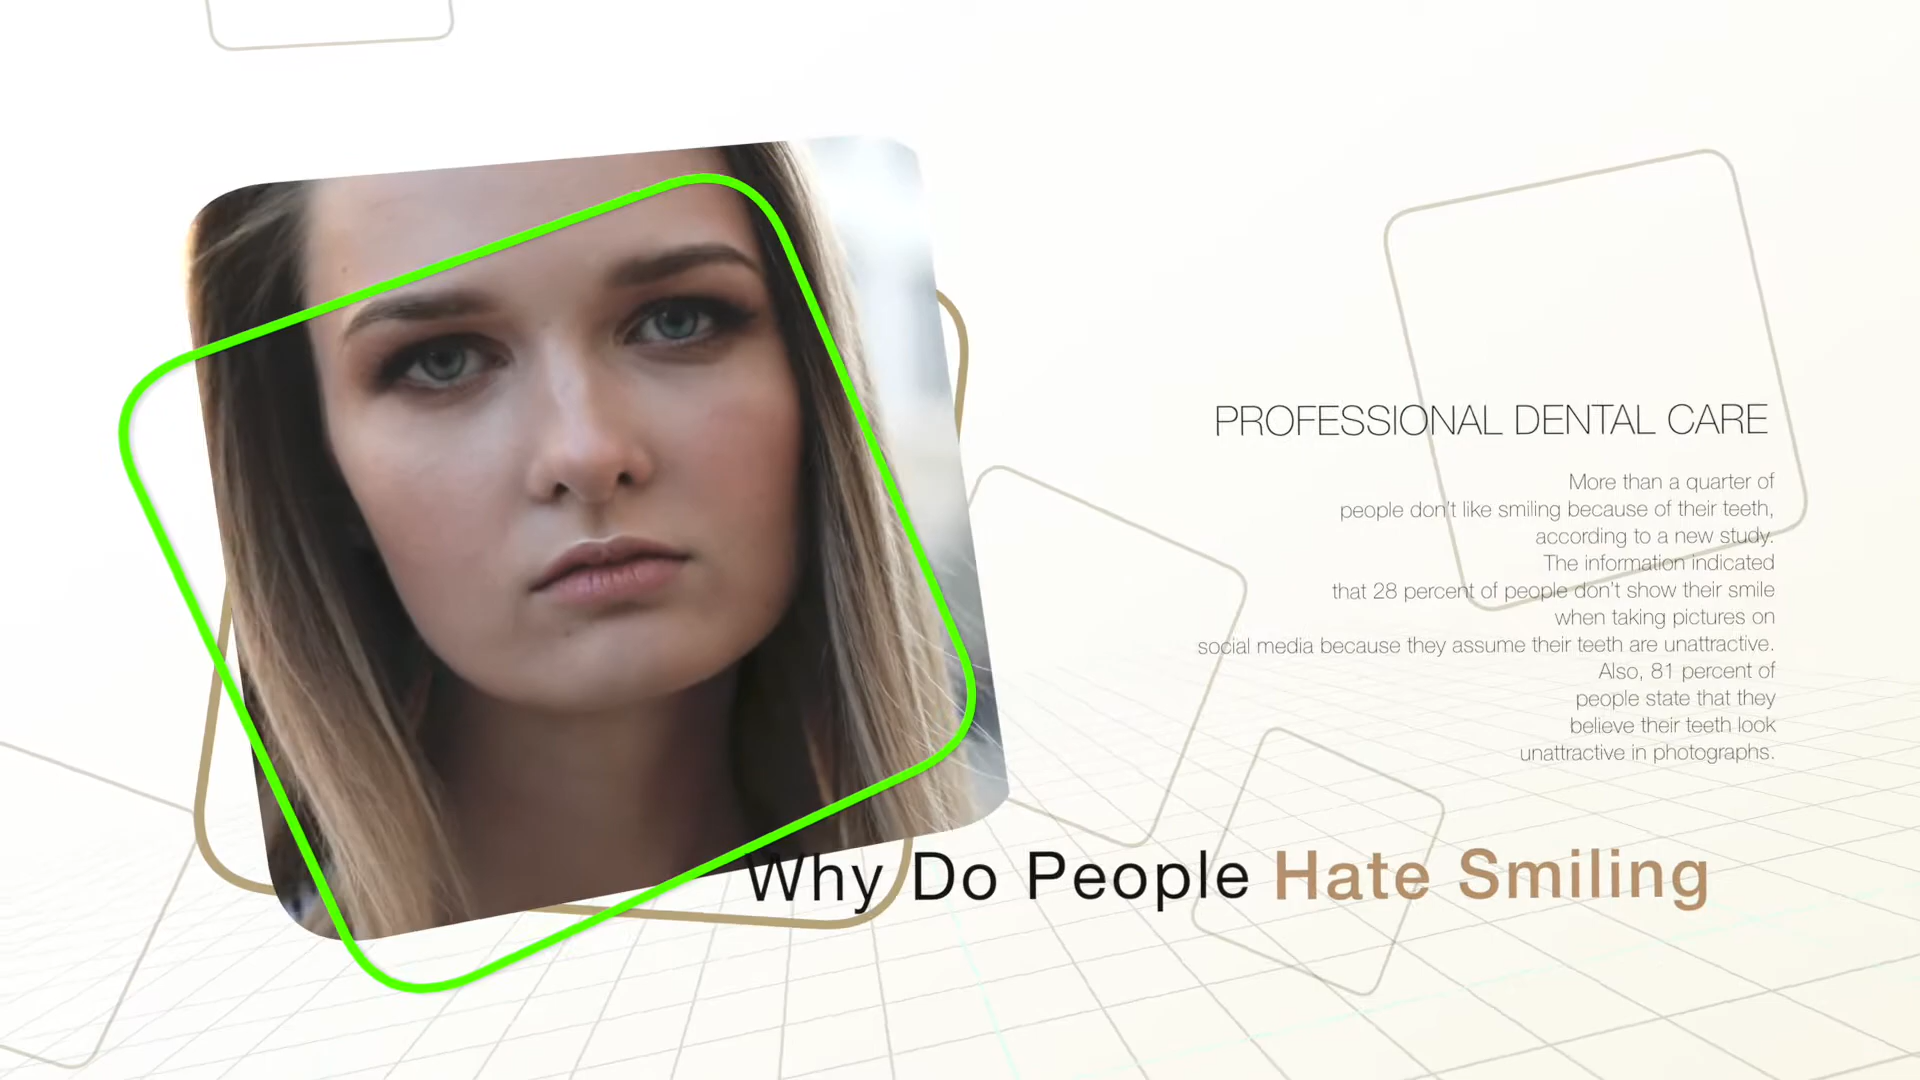 PROFESSIONAL DENTAL CARE
More than a quarter of
people don't like smiling because of their teeth,
according to a new study.
The information indicated
that 28 percent of people don't show their smile
when taking pictures on
social media because they assume their teeth are unattractive.
Also, 81 percent of
people state that they
believe their teeth look
unattractive in photographs.
Why Do People Hate Smiling